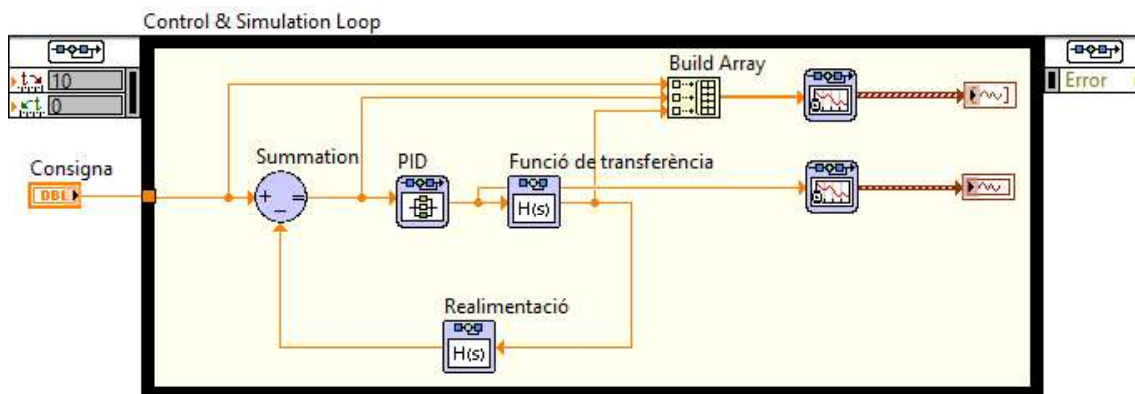 Control & Simulation Loop
10
0
Error
Consigna
DBL
Summation
PID
Funció de transferència
Build Array
H(s)
Realimentació
H(s)